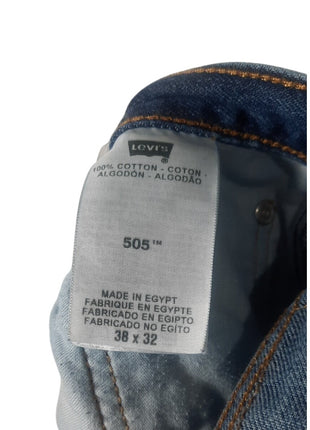 Levi's
100% COTTON - COTON -
ALGODÓN - ALGODÃO
505™
MADE IN EGYPT
FABRIQUE EN EGYPTE
FABRICADO EN EGIPTO
FABRICADO NO EGÍTO
38 x 32